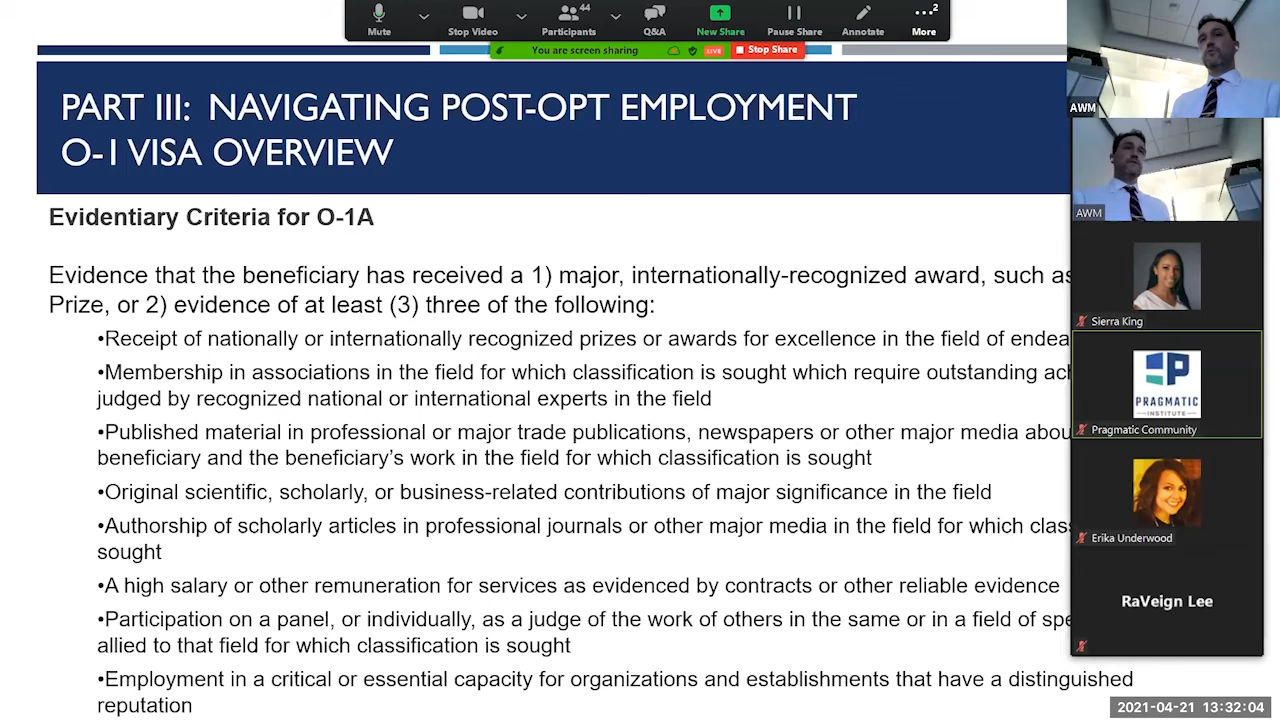 Mute
Stop Video
Participants
44
Q&A
New Share
Pause Share
Annotate
More
2
You are screen sharing
LIVE
Stop Share
PART III: NAVIGATING POST-OPT EMPLOYMENT
O-1 VISA OVERVIEW
Evidentiary Criteria for O-1A
Evidence that the beneficiary has received a 1) major, internationally-recognized award, such as
Prize, or 2) evidence of at least (3) three of the following:
•Receipt of nationally or internationally recognized prizes or awards for excellence in the field of endea
•Membership in associations in the field for which classification is sought which require outstanding ach
judged by recognized national or international experts in the field
•Published material in professional or major trade publications, newspapers or other major media abou
beneficiary and the beneficiary's work in the field for which classification is sought
•Original scientific, scholarly, or business-related contributions of major significance in the field
•Authorship of scholarly articles in professional journals or other major media in the field for which class
sought
•A high salary or other remuneration for services as evidenced by contracts or other reliable evidence
•Participation on a panel, or individually, as a judge of the work of others in the same or in a field of spe
allied to that field for which classification is sought
•Employment in a critical or essential capacity for organizations and establishments that have a distinguished
reputation
AWM
AWM
Sierra King
PRAGMATIC
INSTITUTE
Pragmatic Community
Erika Underwood
RaVeign Lee
2021-04-21 13:32:04